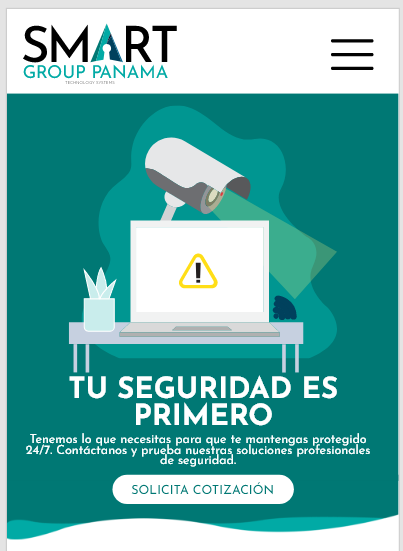 SMART
GROUP PANAMA
TECHNOLOGY SYSTEMS
!
TU SEGURIDAD ES
PRIMERO
Tenemos lo que necesitas para que te mantengas protegido
24/7. Contáctanos y prueba nuestras soluciones profesionales
de seguridad.
SOLICITA COTIZACIÓN